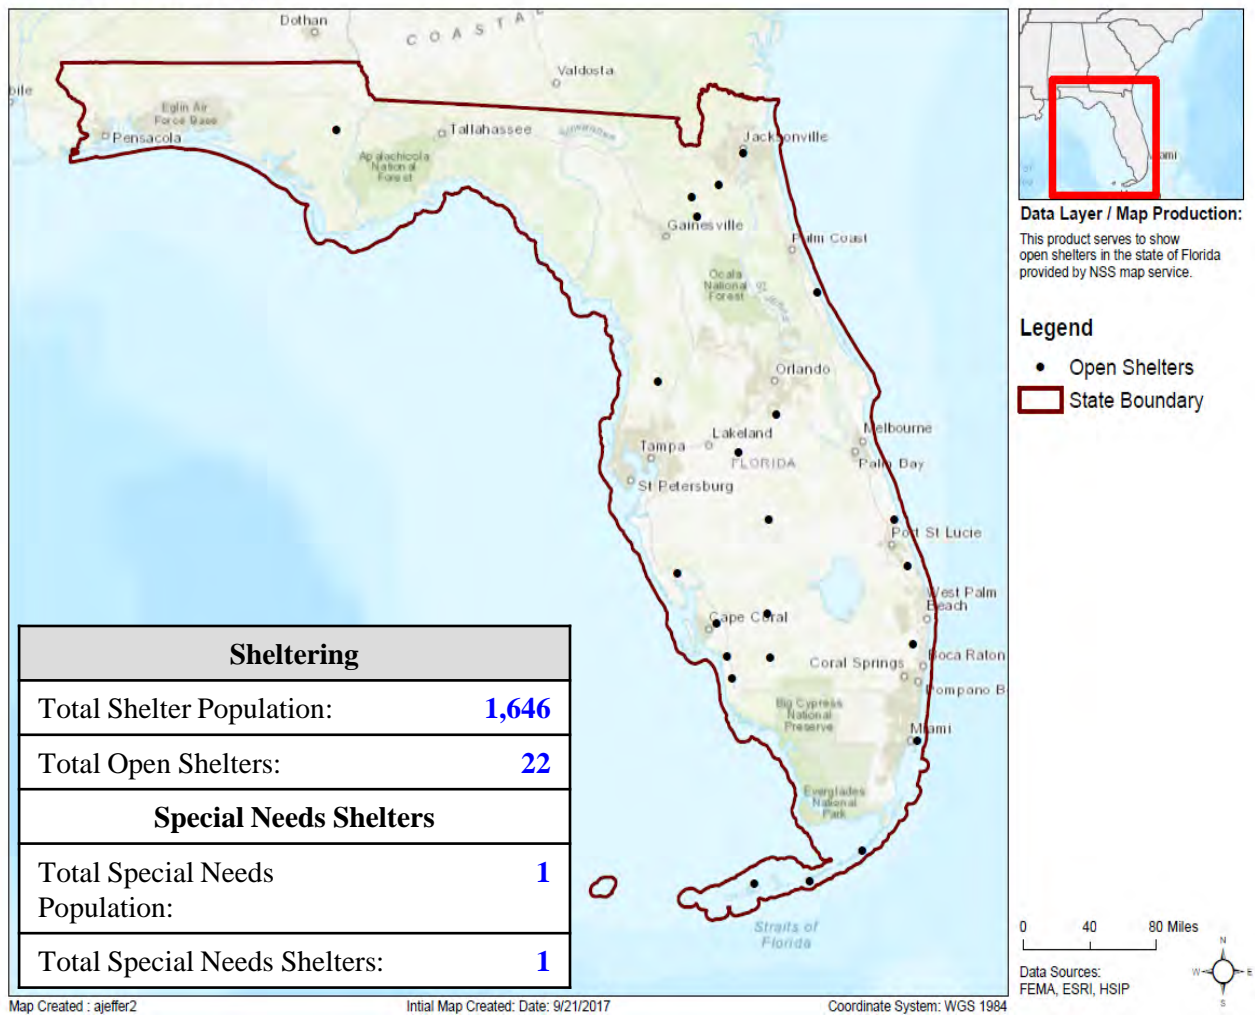 Dothan
COASTA
Valdosta
bile
Eglin Air
Force Base
Pensacola
Tallahassee
Suwannee
Jacksonville
Apalachicola
National
Forest
Gainesville
Palm Coast
Ocala
National
Forest
Orlando
Melbourne
Lakeland
Tampa
FLORIDA
Palm Bay
St Petersburg
Port St Lucie
West Palm
Beach
Cape Coral
Coral Springs
Boca Raton
Pompano B
Big Cypress
National
Preserve
Miami
Everglades
National
Park
Straits of
Florida
Sheltering
Total Shelter Population: 1,646
Total Open Shelters: 22
Special Needs Shelters
Total Special Needs 1
Population:
Total Special Needs Shelters: 1
Map Created : ajeffer2 Intial Map Created: Date: 9/21/2017 Coordinate System: WGS 1984
ami
Data Layer / Map Production:
This product serves to show
open shelters in the state of Florida
provided by NSS map service.
Legend
Open Shelters
State Boundary
0 40 80 Miles
Data Sources:
FEMA, ESRI, HSIP
N
W E
S